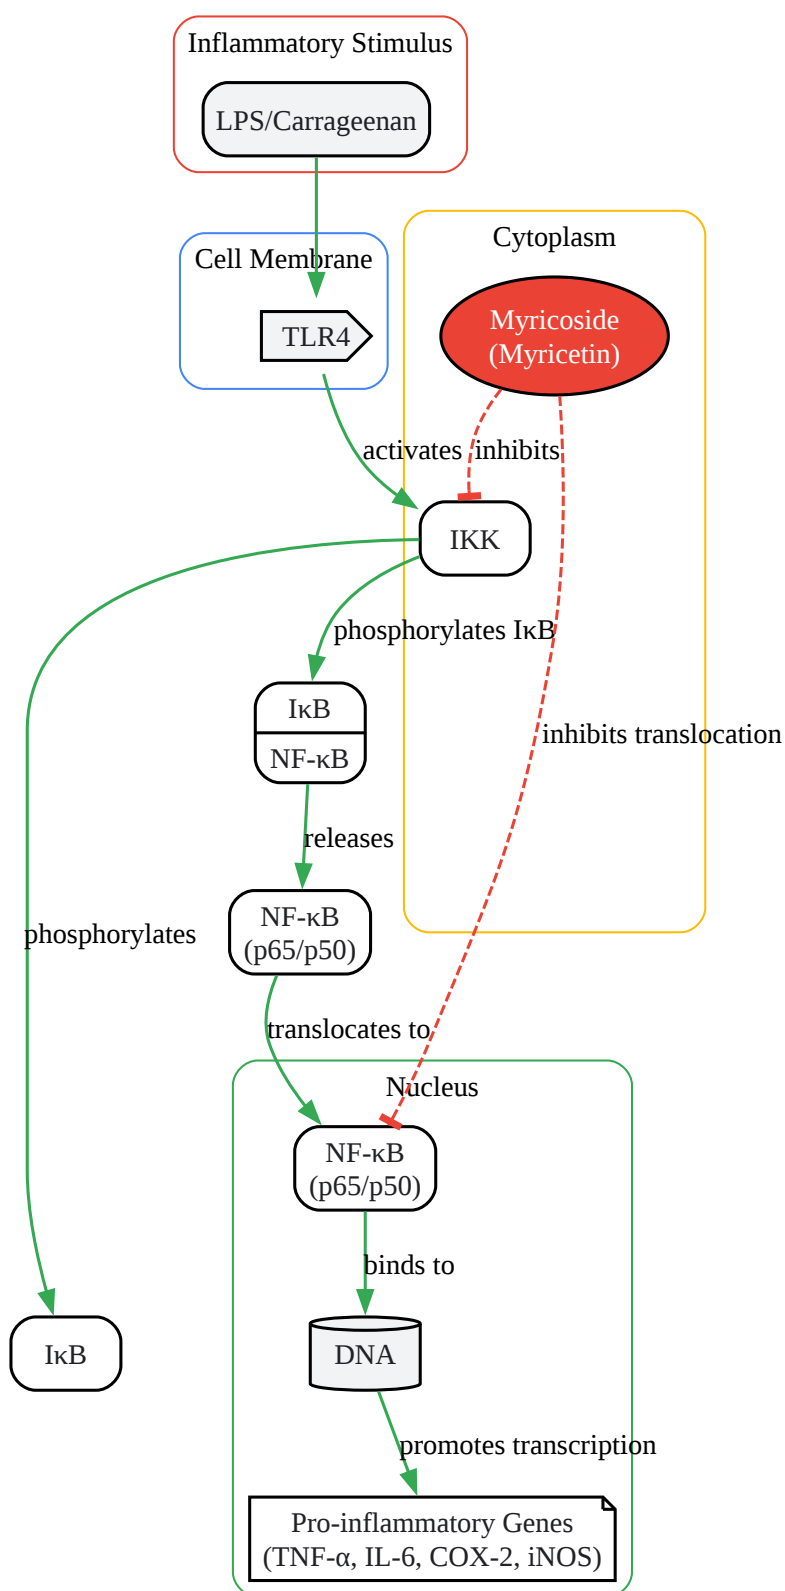 Inflammatory Stimulus
LPS/Carrageenan
Cell Membrane
TLR4
Cytoplasm
Myricoside
(Myricetin)
activates
inhibits
IKK
phosphorylates IκB
IκB
NF-κB
inhibits translocation
releases
NF-κB
(p65/p50)
phosphorylates
translocates to
Nucleus
NF-κB
(p65/p50)
binds to
IκB
DNA
promotes transcription
Pro-inflammatory Genes
(TNF-α, IL-6, COX-2, iNOS)